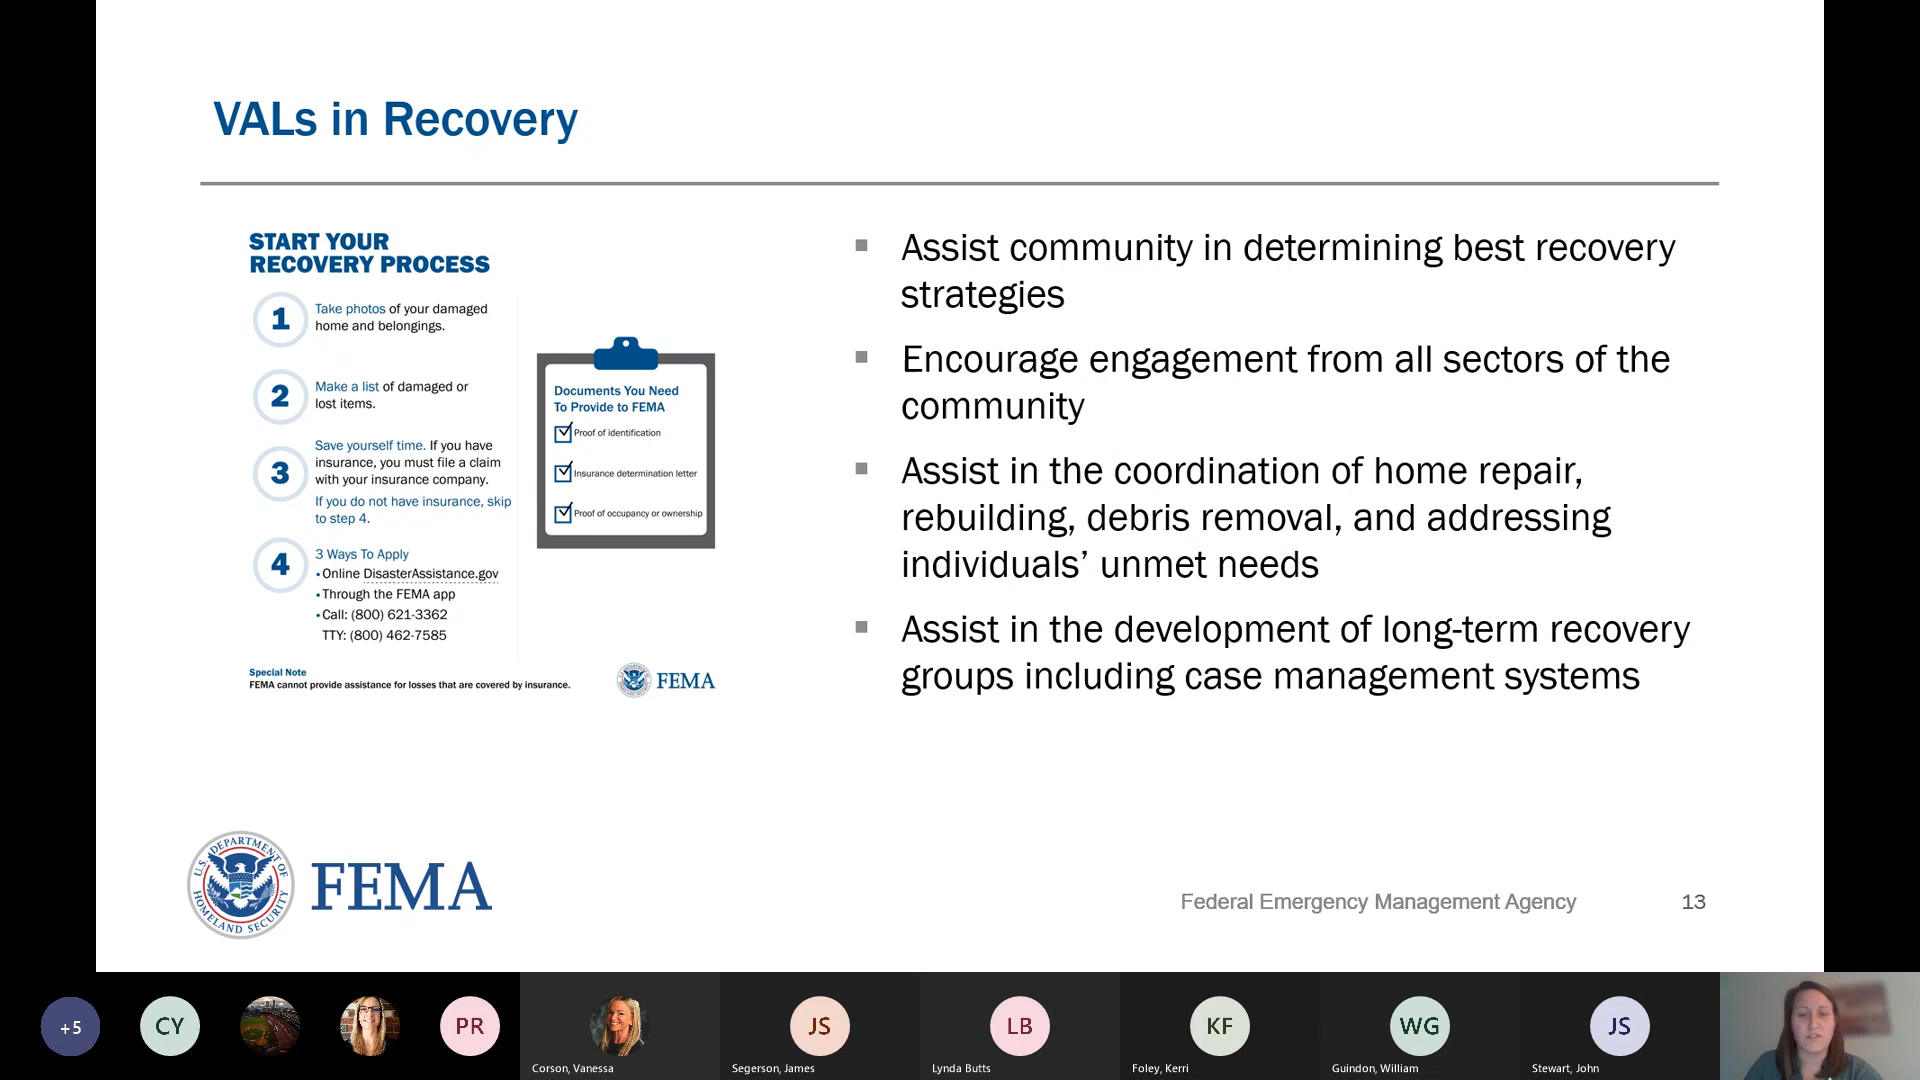 VALs in Recovery
START YOUR
RECOVERY PROCESS
1
Take photos of your damaged
home and belongings.
2
Make a list of damaged or
lost items.
3
Save yourself time. If you have
insurance, you must file a claim
with your insurance company.
If you do not have insurance, skip
to step 4.
4
3 Ways To Apply
• Online DisasterAssistance.gov
• Through the FEMA app
• Call: (800) 621-3362
TTY: (800) 462-7585
Special Note
FEMA cannot provide assistance for losses that are covered by insurance.
Documents You Need
To Provide to FEMA
Proof of identification
Insurance determination letter
Proof of occupancy or ownership
FEMA
▪ Assist community in determining best recovery
strategies
▪ Encourage engagement from all sectors of the
community
▪ Assist in the coordination of home repair,
rebuilding, debris removal, and addressing
individuals’ unmet needs
▪ Assist in the development of long-term recovery
groups including case management systems
U.S. DEPARTMENT OF
HOMELAND SECURITY
FEMA
Federal Emergency Management Agency
13
+5
CY
PR
Corson, Vanessa
JS
Segerson, James
LB
Lynda Butts
KF
Foley, Kerri
WG
Guindon, William
JS
Stewart, John